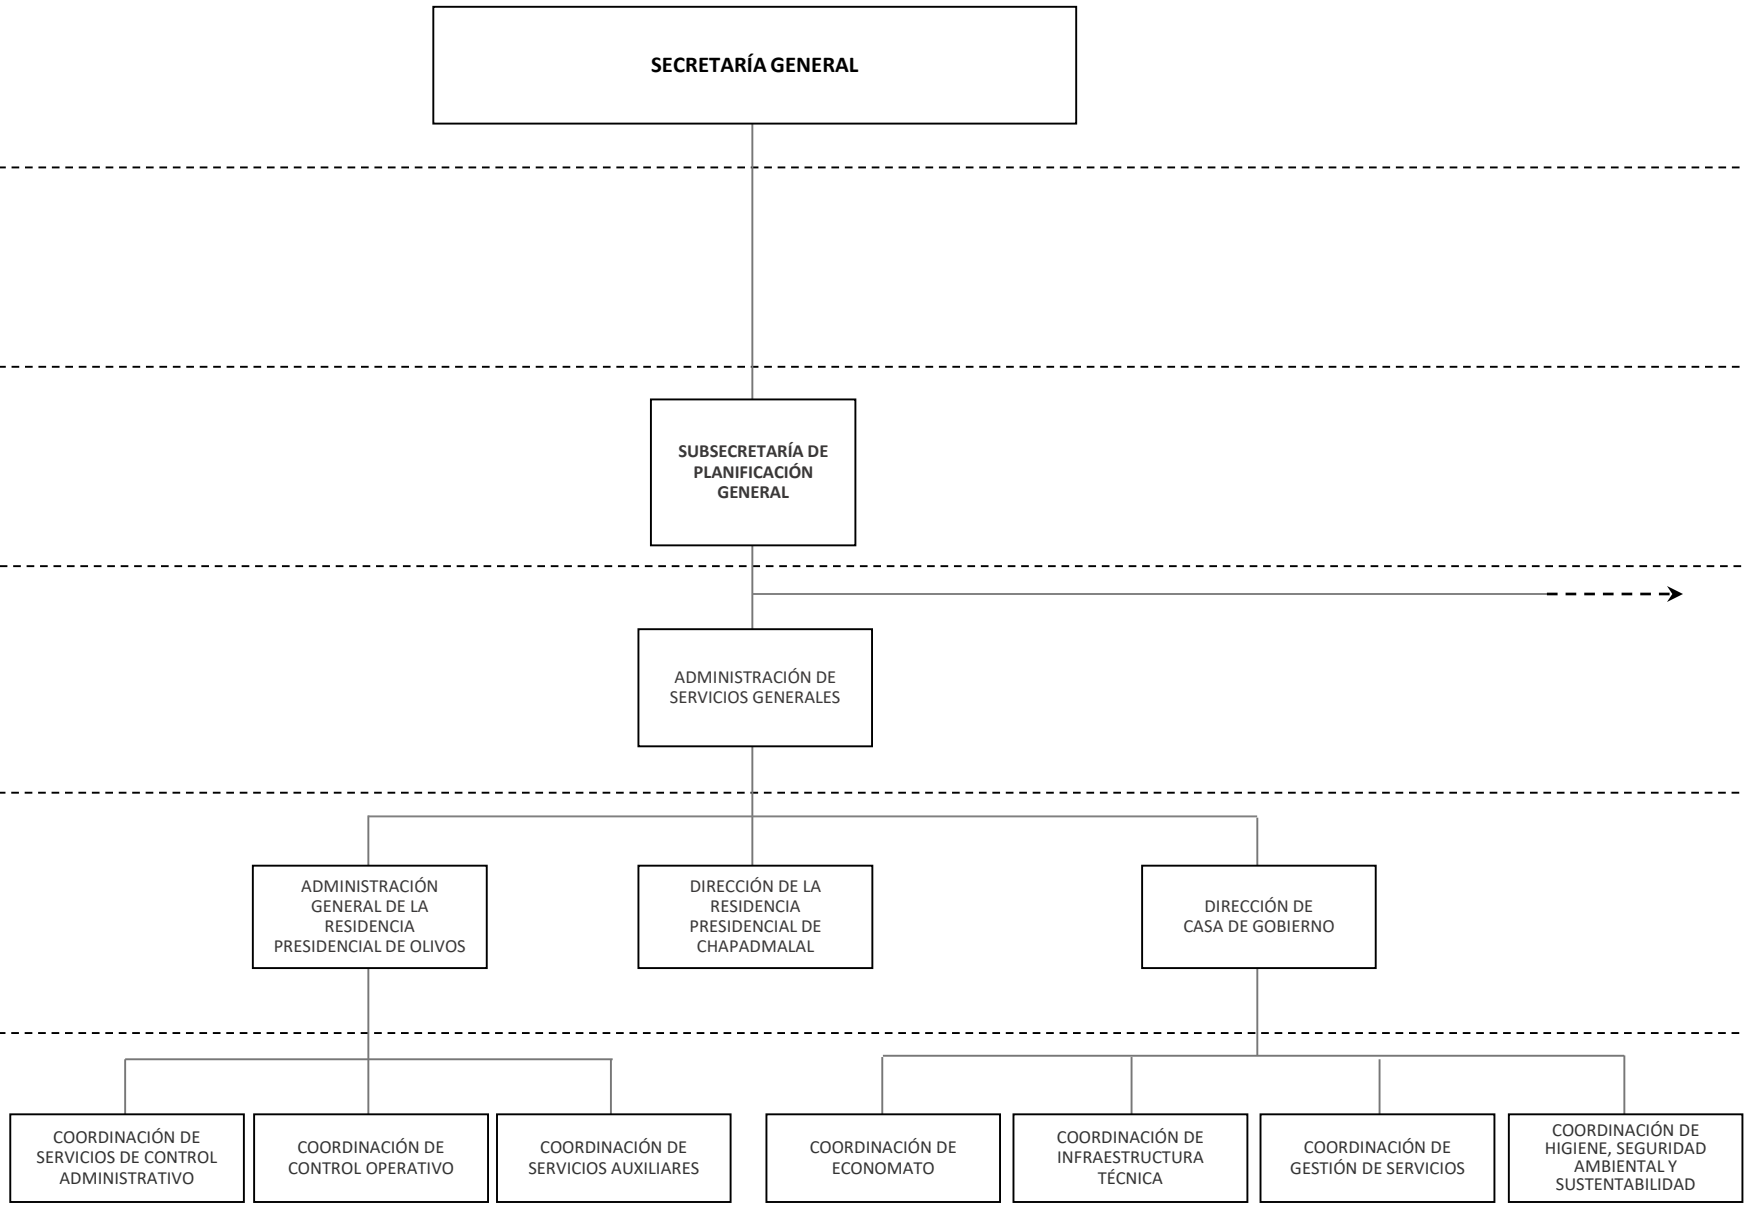 SECRETARÍA GENERAL
SUBSECRETARÍA DE
PLANIFICACIÓN
GENERAL
ADMINISTRACIÓN DE
SERVICIOS GENERALES
ADMINISTRACIÓN
GENERAL DE LA
RESIDENCIA
PRESIDENCIAL DE OLIVOS
DIRECCIÓN DE LA
RESIDENCIA
PRESIDENCIAL DE
CHAPADMALAL
DIRECCIÓN DE
CASA DE GOBIERNO
COORDINACIÓN DE
SERVICIOS DE CONTROL
ADMINISTRATIVO
COORDINACIÓN DE
CONTROL OPERATIVO
COORDINACIÓN DE
SERVICIOS AUXILIARES
COORDINACIÓN DE
ECONOMATO
COORDINACIÓN DE
INFRAESTRUCTURA
TÉCNICA
COORDINACIÓN DE
GESTIÓN DE SERVICIOS
COORDINACIÓN DE
HIGIENE, SEGURIDAD
AMBIENTAL Y
SUSTENTABILIDAD